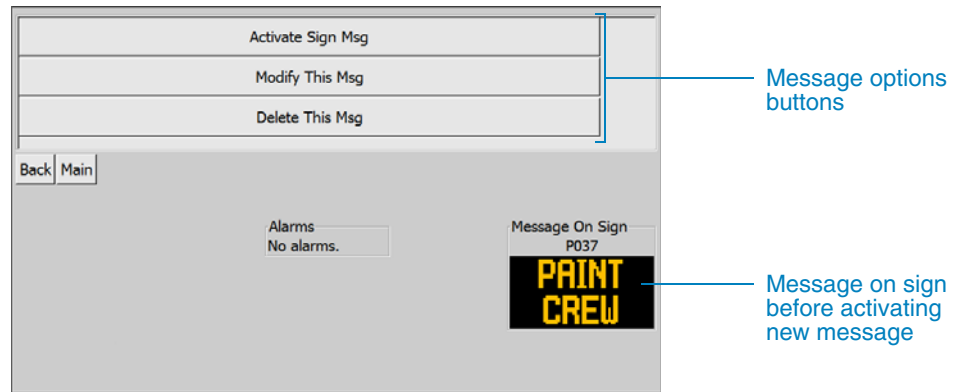 Activate Sign Msg
Modify This Msg
Delete This Msg
Message options
buttons
Back Main
Alarms
No alarms.
Message On Sign
P037
PAINT
CREW
Message on sign
before activating
new message